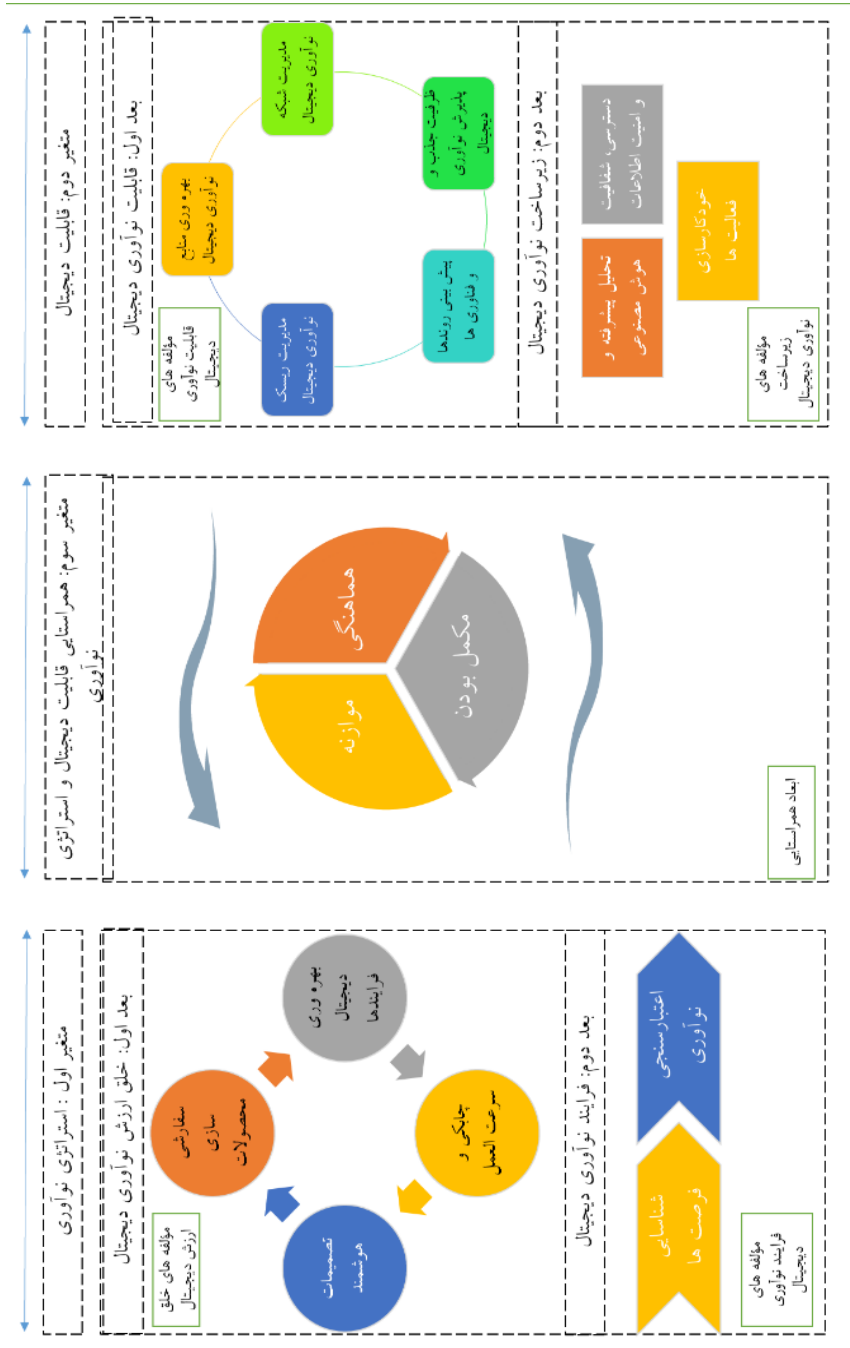 متغیر دوم: قابلیت دیجیتال
بعد اول: قابلیت نوآوری دیجیتال
مؤلفه های
قابلیت نوآوری
دیجیتال
بهره وری منابع
نوآوری دیجیتال
مدیریت شبکه
نوآوری دیجیتال
ظرفیت جذب و
پذیرش نوآوری
دیجیتال
پیش بینی روندها
و فناوری ها
مدیریت ریسک
نوآوری دیجیتال
بعد دوم: زیرساخت نوآوری دیجیتال
دسترسی، شفافیت
و امنیت اطلاعات
تحلیل پیشرفته و
هوش مصنوعی
خودکارسازی
فعالیت ها
مؤلفه های
زیرساخت
نوآوری دیجیتال
متغیر سوم: همراستایی قابلیت دیجیتال و استراتژی
نوآوری
هماهنگی
مکمل بودن
موازنه
ابعاد همراستایی
متغیر اول : استراتژی نوآوری
بعد اول: خلق ارزش نوآوری دیجیتال
مؤلفه های خلق
ارزش دیجیتال
سفارشی
سازی
محصولات
بهره وری
دیجیتال
فرایندها
چابکی و
سرعت العمل
تصمیمات
هوشمند
بعد دوم: فرایند نوآوری دیجیتال
اعتبارسنجی
نوآوری
شناسایی
فرصت ها
مؤلفه های
فرایند نوآوری
دیجیتال